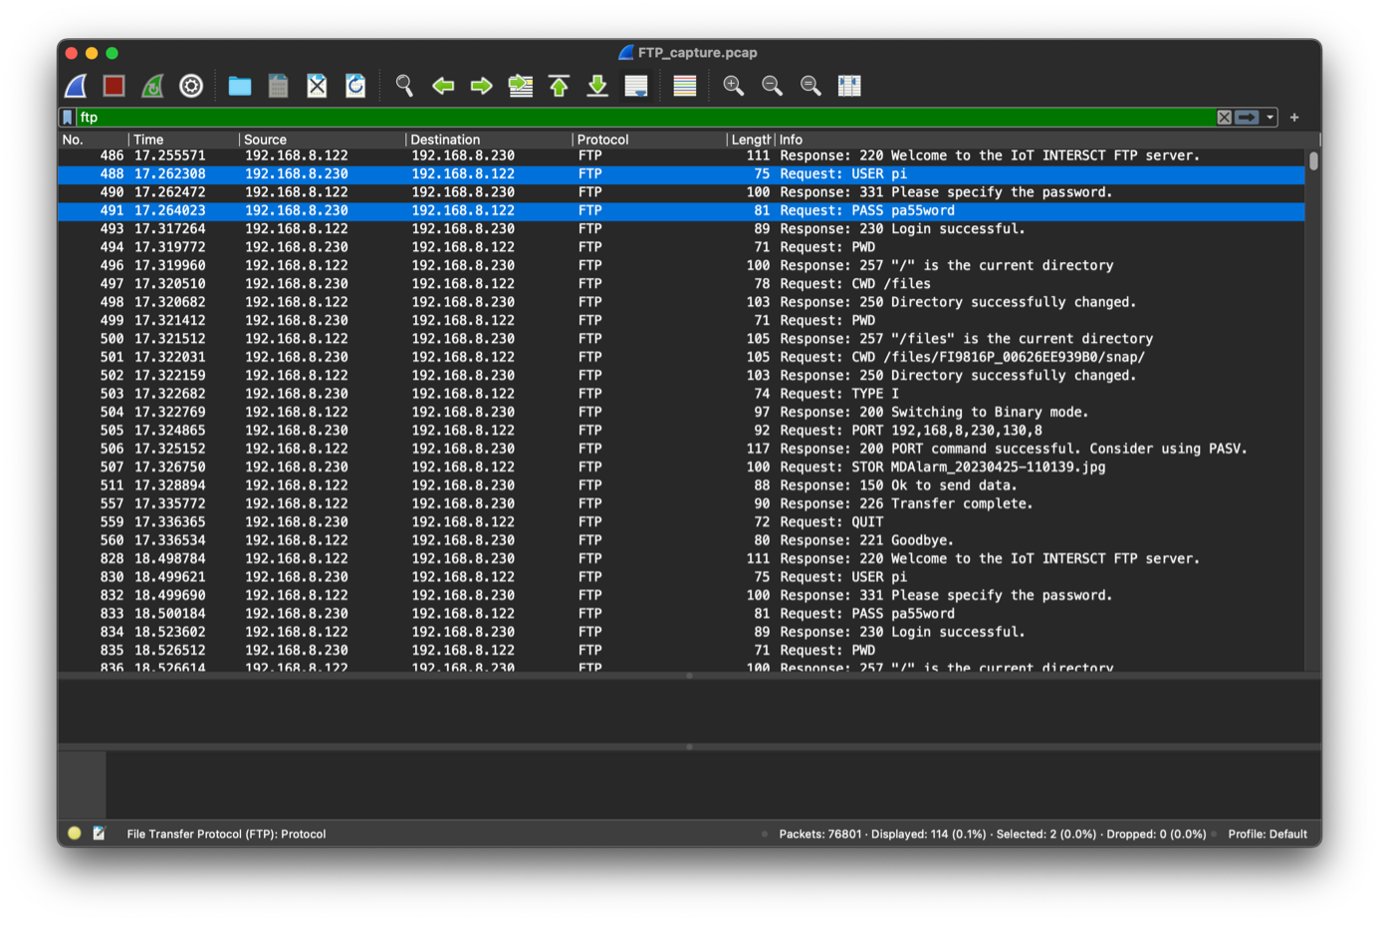 FTP_capture.pcap
ftp
No. Time Source Destination Protocol Length Info
486 17.255571 192.168.8.122 192.168.8.230 FTP 111 Response: 220 Welcome to the IoT INTERSCT FTP server.
488 17.262308 192.168.8.230 192.168.8.122 FTP 75 Request: USER pi
490 17.262472 192.168.8.122 192.168.8.230 FTP 100 Response: 331 Please specify the password.
491 17.264023 192.168.8.230 192.168.8.122 FTP 81 Request: PASS pa55word
493 17.317264 192.168.8.122 192.168.8.230 FTP 89 Response: 230 Login successful.
494 17.319772 192.168.8.230 192.168.8.122 FTP 71 Request: PWD
496 17.319960 192.168.8.122 192.168.8.230 FTP 100 Response: 257 "/" is the current directory
497 17.320510 192.168.8.230 192.168.8.122 FTP 78 Request: CWD /files
498 17.320682 192.168.8.122 192.168.8.230 FTP 103 Response: 250 Directory successfully changed.
499 17.321412 192.168.8.230 192.168.8.122 FTP 71 Request: PWD
500 17.321512 192.168.8.122 192.168.8.230 FTP 105 Response: 257 "/files" is the current directory
501 17.322031 192.168.8.230 192.168.8.122 FTP 105 Request: CWD /files/FI9816P_00626EE939B0/snap/
502 17.322159 192.168.8.122 192.168.8.230 FTP 103 Response: 250 Directory successfully changed.
503 17.322682 192.168.8.230 192.168.8.122 FTP 74 Request: TYPE I
504 17.322769 192.168.8.122 192.168.8.230 FTP 97 Response: 200 Switching to Binary mode.
505 17.324865 192.168.8.230 192.168.8.122 FTP 92 Request: PORT 192,168,8,230,130,8
506 17.325152 192.168.8.122 192.168.8.230 FTP 117 Response: 200 PORT command successful. Consider using PASV.
507 17.326750 192.168.8.230 192.168.8.122 FTP 100 Request: STOR MDAlarm_20230425-110139.jpg
511 17.328894 192.168.8.122 192.168.8.230 FTP 88 Response: 150 Ok to send data.
557 17.335772 192.168.8.122 192.168.8.230 FTP 90 Response: 226 Transfer complete.
559 17.336365 192.168.8.230 192.168.8.122 FTP 72 Request: QUIT
560 17.336534 192.168.8.122 192.168.8.230 FTP 80 Response: 221 Goodbye.
828 18.498784 192.168.8.122 192.168.8.230 FTP 111 Response: 220 Welcome to the IoT INTERSCT FTP server.
830 18.499621 192.168.8.230 192.168.8.122 FTP 75 Request: USER pi
832 18.499690 192.168.8.122 192.168.8.230 FTP 100 Response: 331 Please specify the password.
833 18.500184 192.168.8.230 192.168.8.122 FTP 81 Request: PASS pa55word
834 18.523602 192.168.8.122 192.168.8.230 FTP 89 Response: 230 Login successful.
835 18.526512 192.168.8.230 192.168.8.122 FTP 71 Request: PWD
836 18.526614 192.168.8.122 192.168.8.230 FTP 100 Response: 257 "/" is the current directory
File Transfer Protocol (FTP): Protocol Packets: 76801 · Displayed: 114 (0.1%) · Selected: 2 (0.0%) · Dropped: 0 (0.0%) Profile: Default